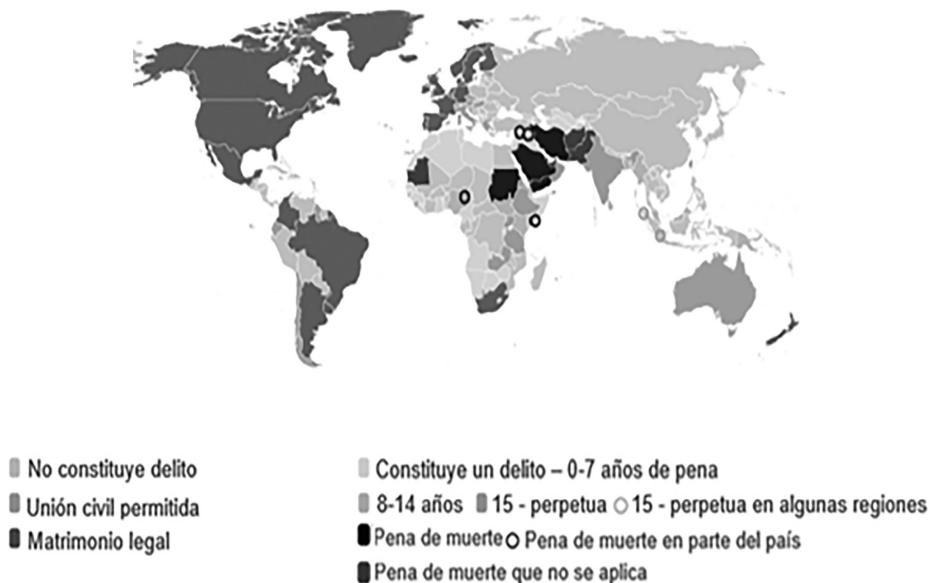 No constituye delito
Unión civil permitida
Matrimonio legal
Constituye un delito – 0-7 años de pena
8-14 años 15 - perpetua 15 - perpetua en algunas regiones
Pena de muerte Pena de muerte en parte del país
Pena de muerte que no se aplica